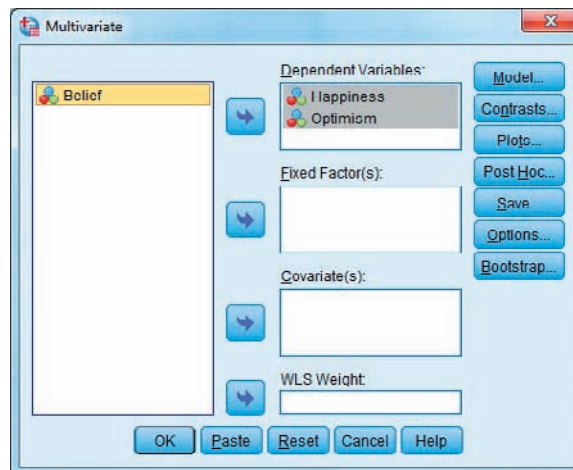 Multivariate
Belief
Dependent Variables:
Happiness
Optimism
Fixed Factor(s):
Covariate(s):
WLS Weight:
Model...
Contrasts...
Plots...
Post Hoc...
Save
Options...
Bootstrap...
OK
Paste
Reset
Cancel
Help